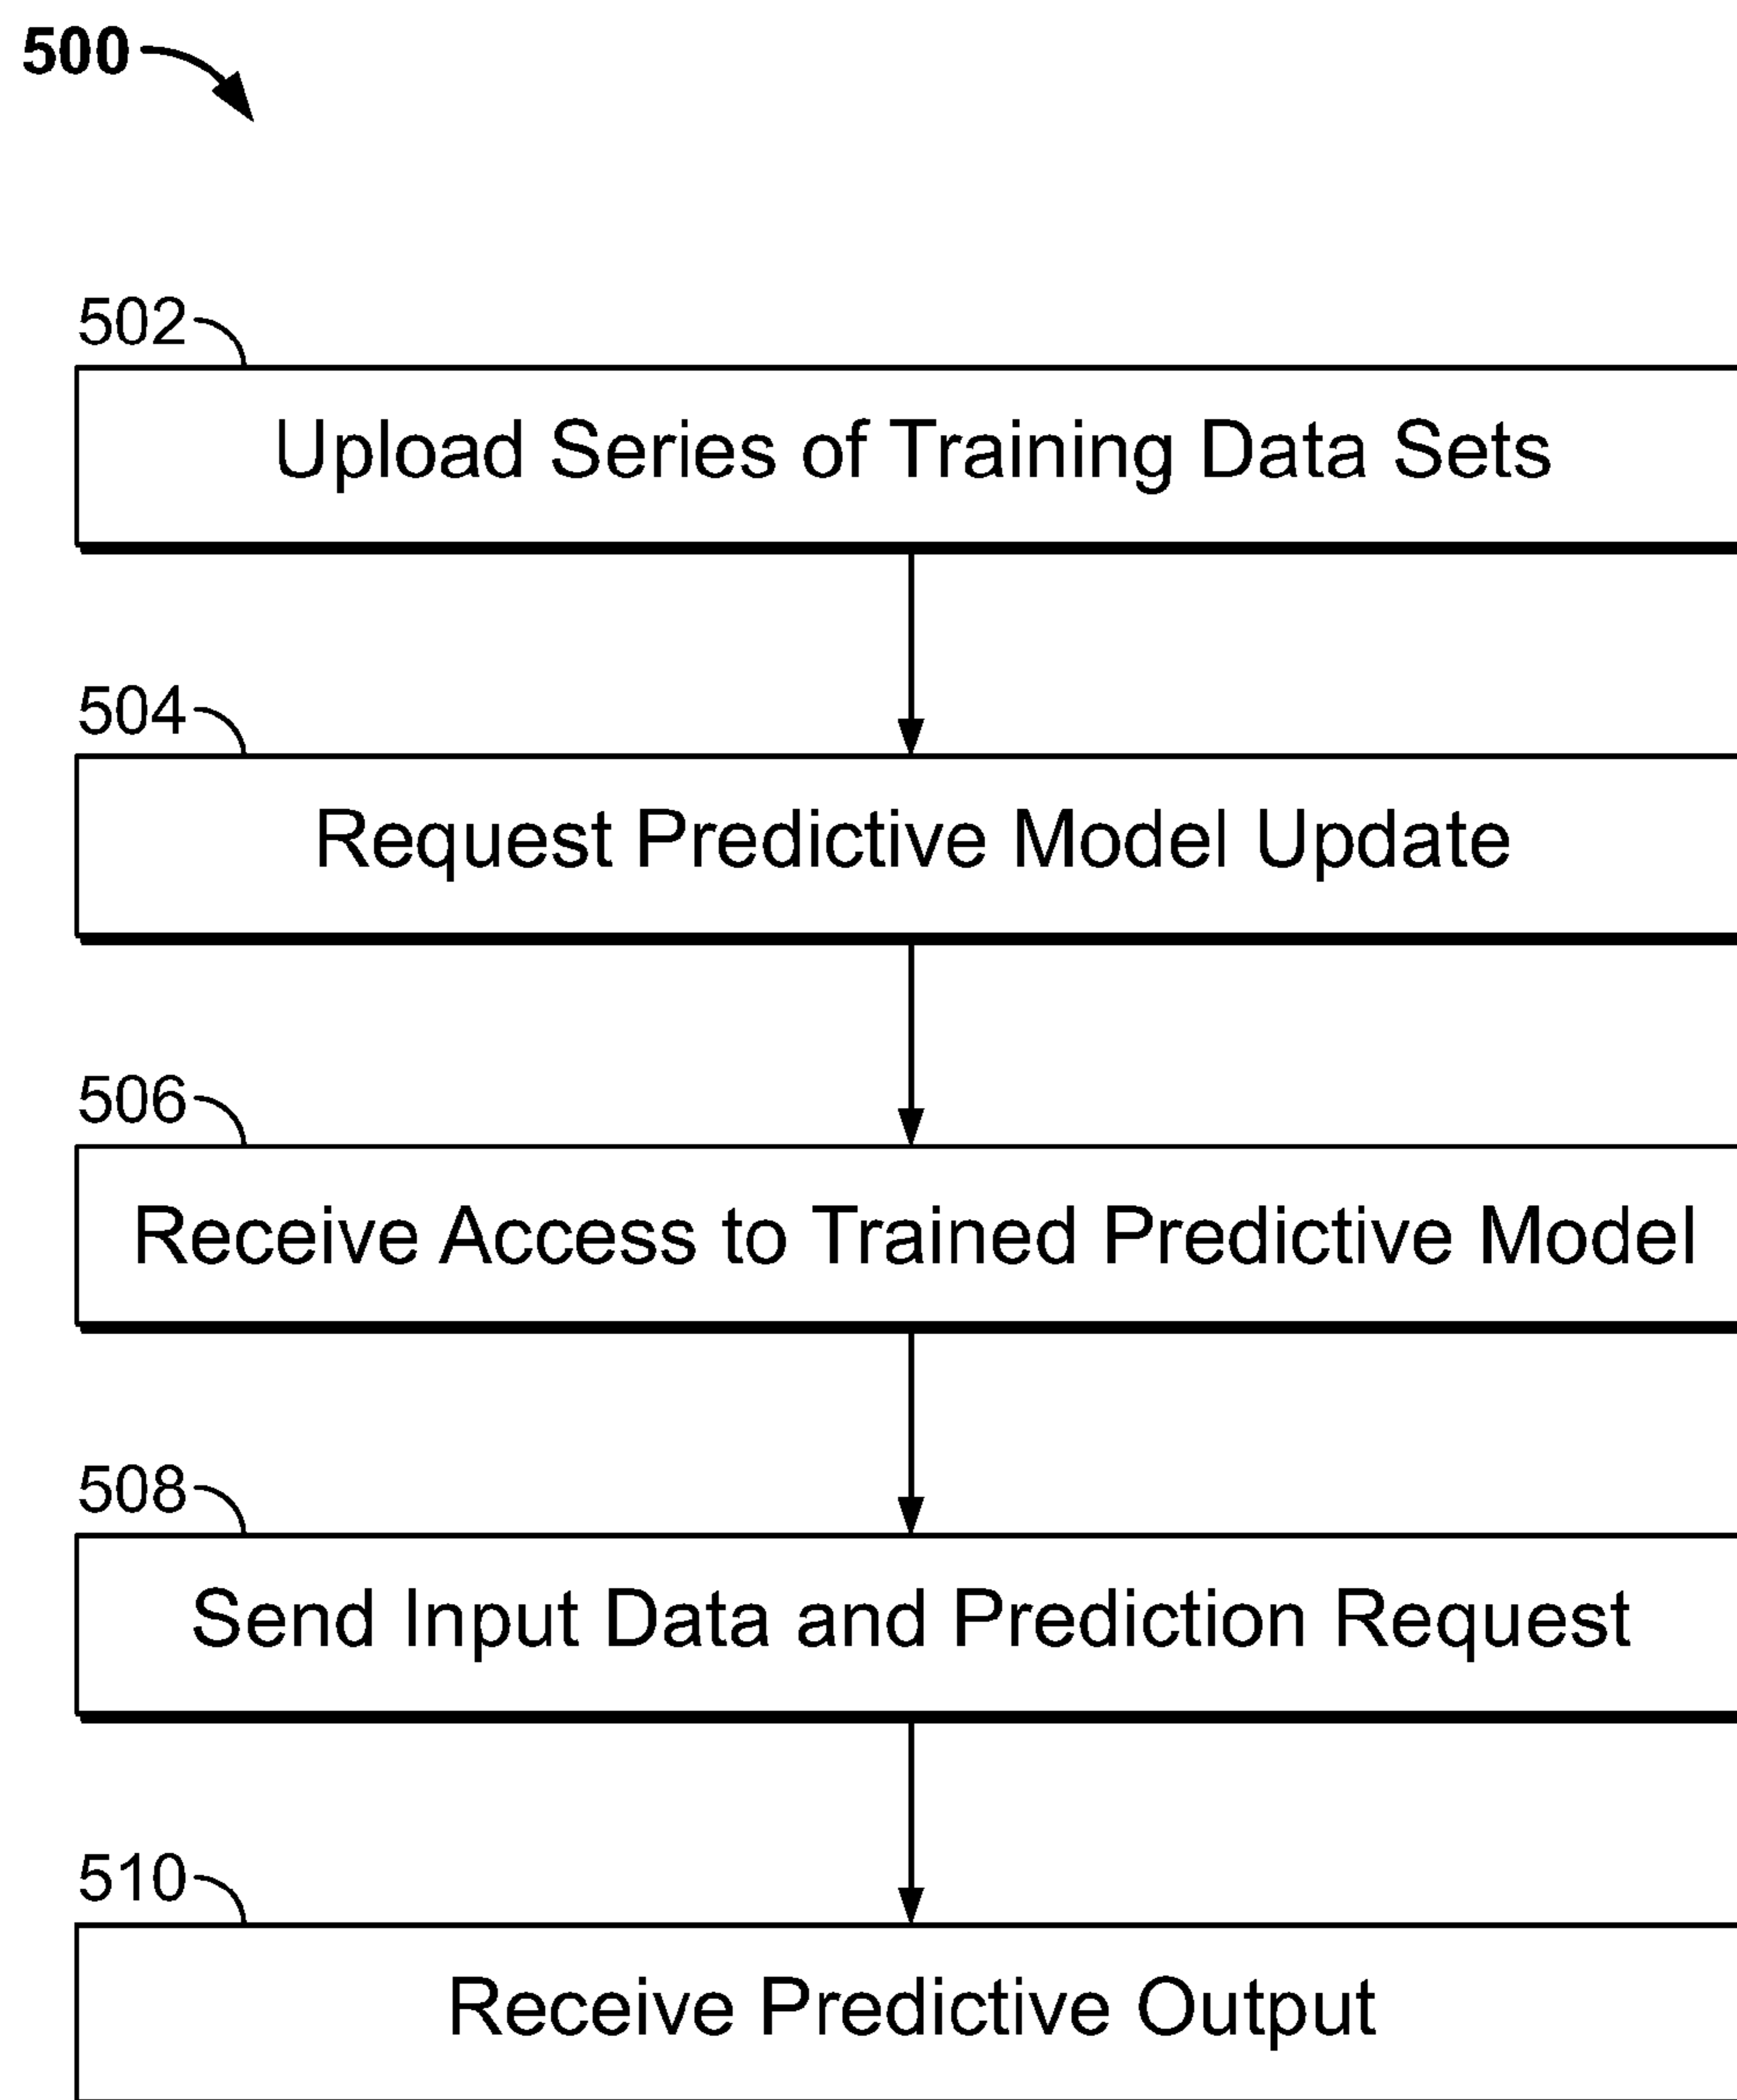 500
502
Upload Series of Training Data Sets
504
Request Predictive Model Update
506
Receive Access to Trained Predictive Model
508
Send Input Data and Prediction Request
510
Receive Predictive Output